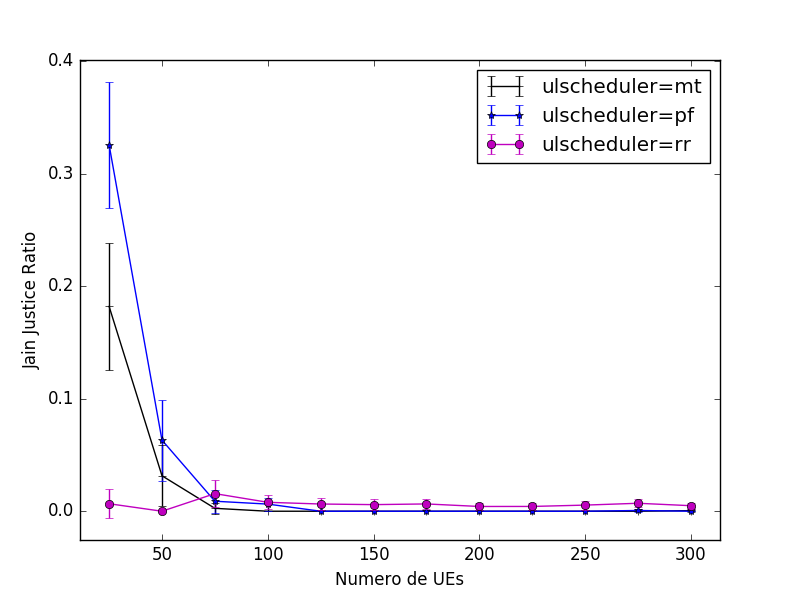 ulscheduler=mt
ulscheduler=pf
ulscheduler=rr
Jain Justice Ratio
0.4
0.3
0.2
0.1
0.0
50 100 150 200 250 300
Numero de UEs